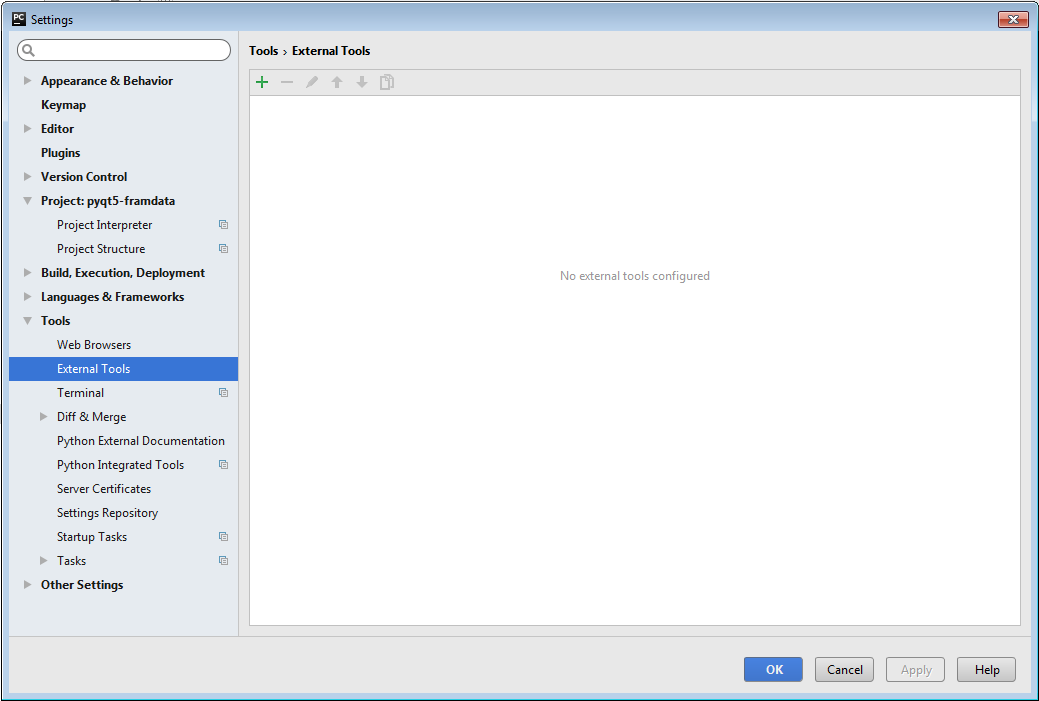 PC Settings
Tools › External Tools
Appearance & Behavior
Keymap
Editor
Plugins
Version Control
Project: pyqt5-framdata
Project Interpreter
Project Structure
Build, Execution, Deployment
Languages & Frameworks
Tools
Web Browsers
External Tools
Terminal
Diff & Merge
Python External Documentation
Python Integrated Tools
Server Certificates
Settings Repository
Startup Tasks
Tasks
Other Settings
No external tools configured
OK Cancel Apply Help